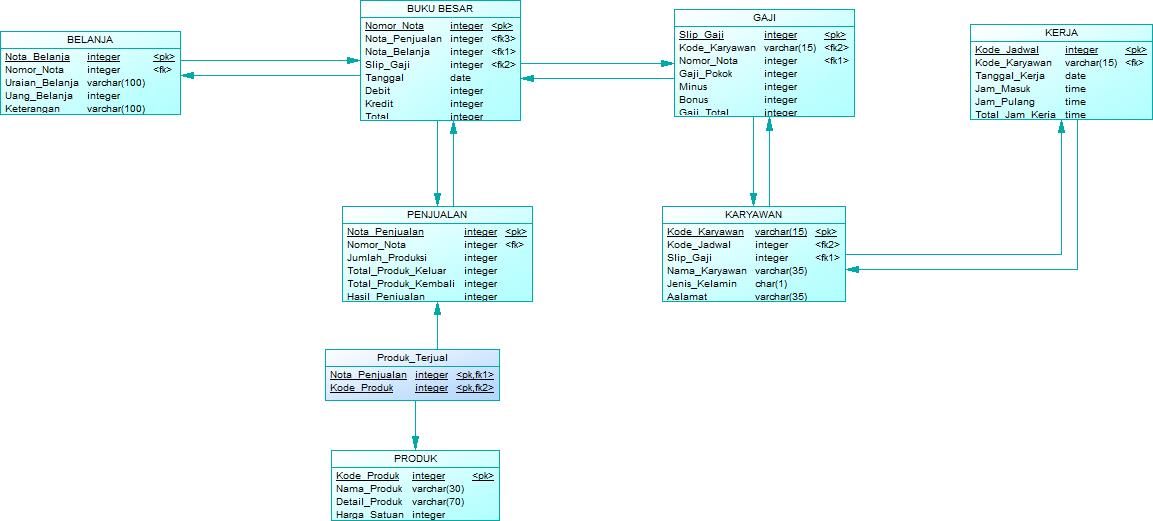 BELANJA
Nota_Belanja integer <pk>
Nomor_Nota integer <fk>
Uraian_Belanja varchar(100)
Uang_Belanja integer
Keterangan varchar(100)
BUKU BESAR
Nomor_Nota integer <pk>
Nota_Penjualan integer <fk3>
Nota_Belanja integer <fk1>
Slip_Gaji integer <fk2>
Tanggal date
Debit integer
Kredit integer
Total integer
GAJI
Slip_Gaji integer <pk>
Kode_Karyawan varchar(15) <fk2>
Nomor_Nota integer <fk1>
Gaji_Pokok integer
Minus integer
Bonus integer
Gaji_Total integer
KERJA
Kode_Jadwal integer <pk>
Kode_Karyawan varchar(15) <fk>
Tanggal_Kerja date
Jam_Masuk time
Jam_Pulang time
Total_Jam_Kerja time
PENJUALAN
Nota_Penjualan integer <pk>
Nomor_Nota integer <fk>
Jumlah_Produksi integer
Total_Produk_Keluar integer
Total_Produk_Kembali integer
Hasil_Penjualan integer
KARYAWAN
Kode_Karyawan varchar(15) <pk>
Kode_Jadwal integer <fk2>
Slip_Gaji integer <fk1>
Nama_Karyawan varchar(35)
Jenis_Kelamin char(1)
Aalamat varchar(35)
Produk_Terjual
Nota_Penjualan integer <pk,fk1>
Kode_Produk integer <pk,fk2>
PRODUK
Kode_Produk integer <pk>
Nama_Produk varchar(30)
Detail_Produk varchar(70)
Harga_Satuan integer